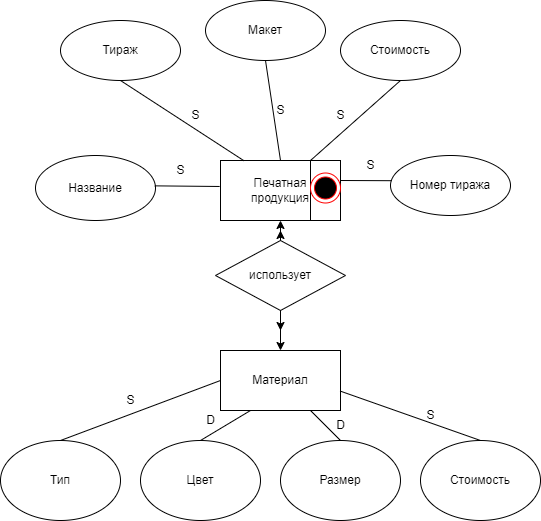 Тираж
Макет
Стоимость
S
S
S
Название
S
Печатная
продукция
S
Номер тиража
использует
Материал
S
D
D
S
Тип
Цвет
Размер
Стоимость